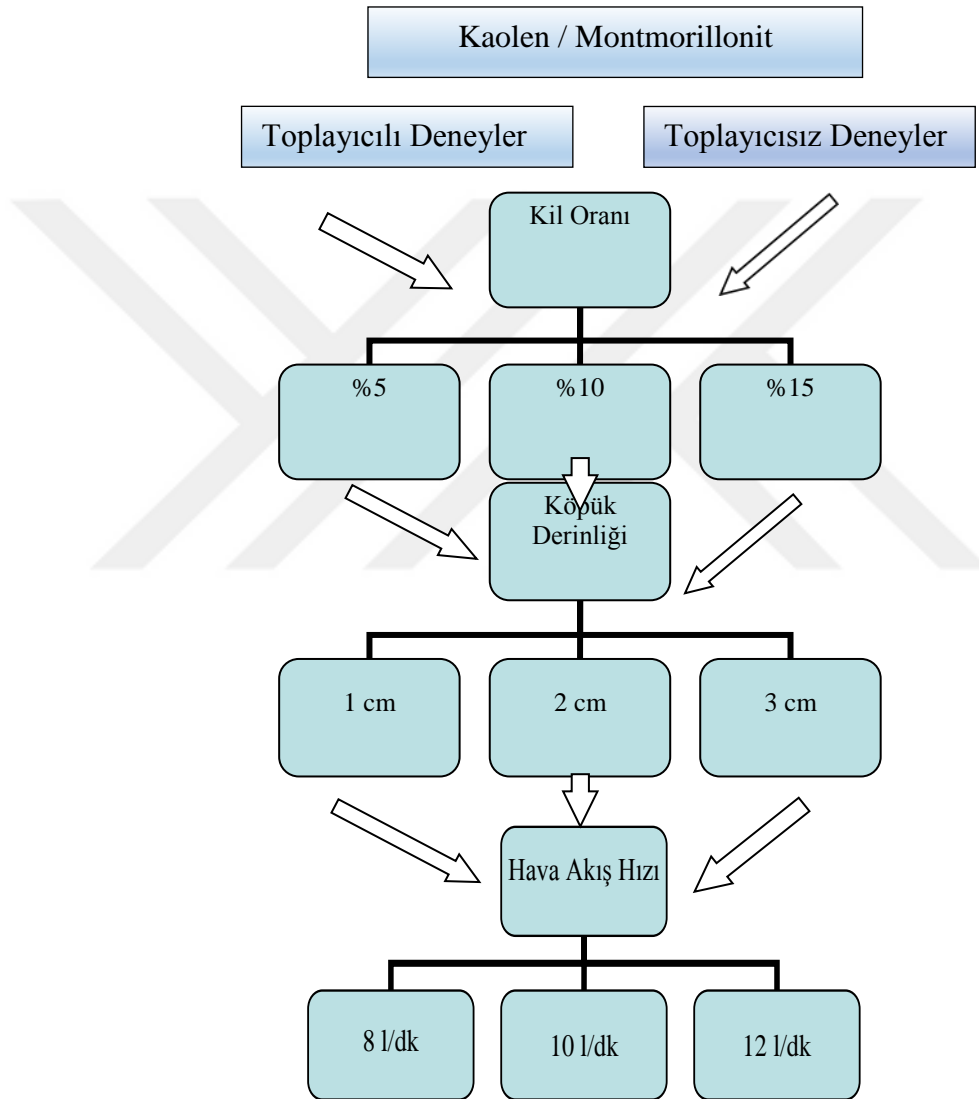 Kaolen / Montmorillonit
Toplayıcılı Deneyler
Toplayıcısız Deneyler
Kil Oranı
%5
%10
%15
Köpük
Derinliği
1 cm
2 cm
3 cm
Hava Akış Hızı
8 l/dk
10 l/dk
12 l/dk